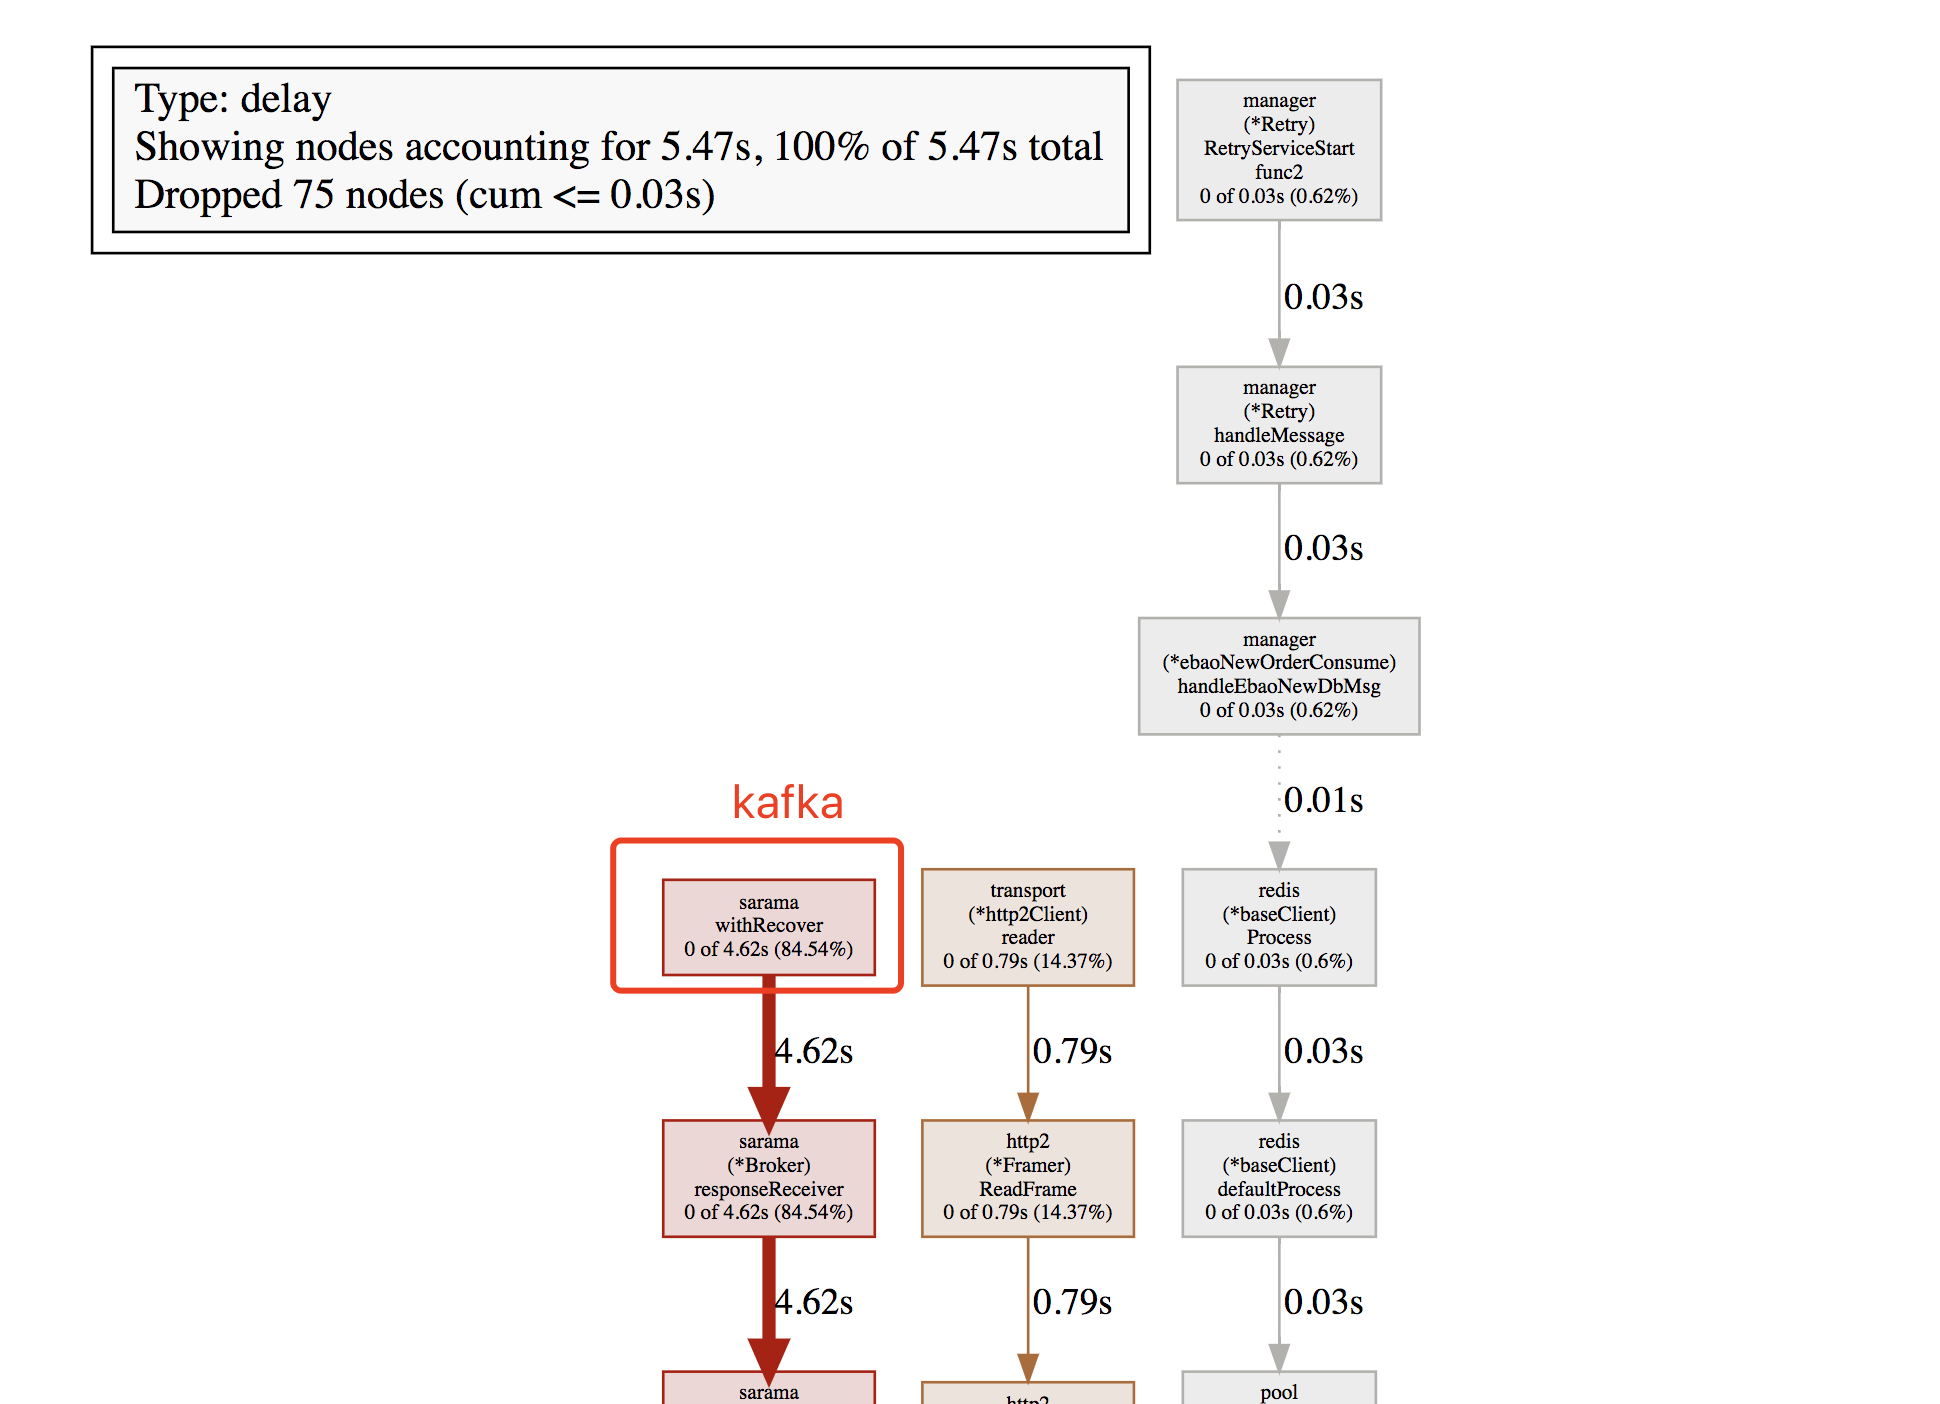 Type: delay
Showing nodes accounting for 5.47s, 100% of 5.47s total
Dropped 75 nodes (cum <= 0.03s)
manager
(*Retry)
RetryServiceStart
func2
0 of 0.03s (0.62%)
0.03s
manager
(*Retry)
handleMessage
0 of 0.03s (0.62%)
0.03s
manager
(*ebaoNewOrderConsume)
handleEbaoNewDbMsg
0 of 0.03s (0.62%)
0.01s
kafka
sarama
withRecover
0 of 4.62s (84.54%)
transport
(*http2Client)
reader
0 of 0.79s (14.37%)
redis
(*baseClient)
Process
0 of 0.03s (0.6%)
4.62s
0.79s
0.03s
sarama
(*Broker)
responseReceiver
0 of 4.62s (84.54%)
http2
(*Framer)
ReadFrame
0 of 0.79s (14.37%)
redis
(*baseClient)
defaultProcess
0 of 0.03s (0.6%)
4.62s
0.79s
0.03s
sarama
http2
pool